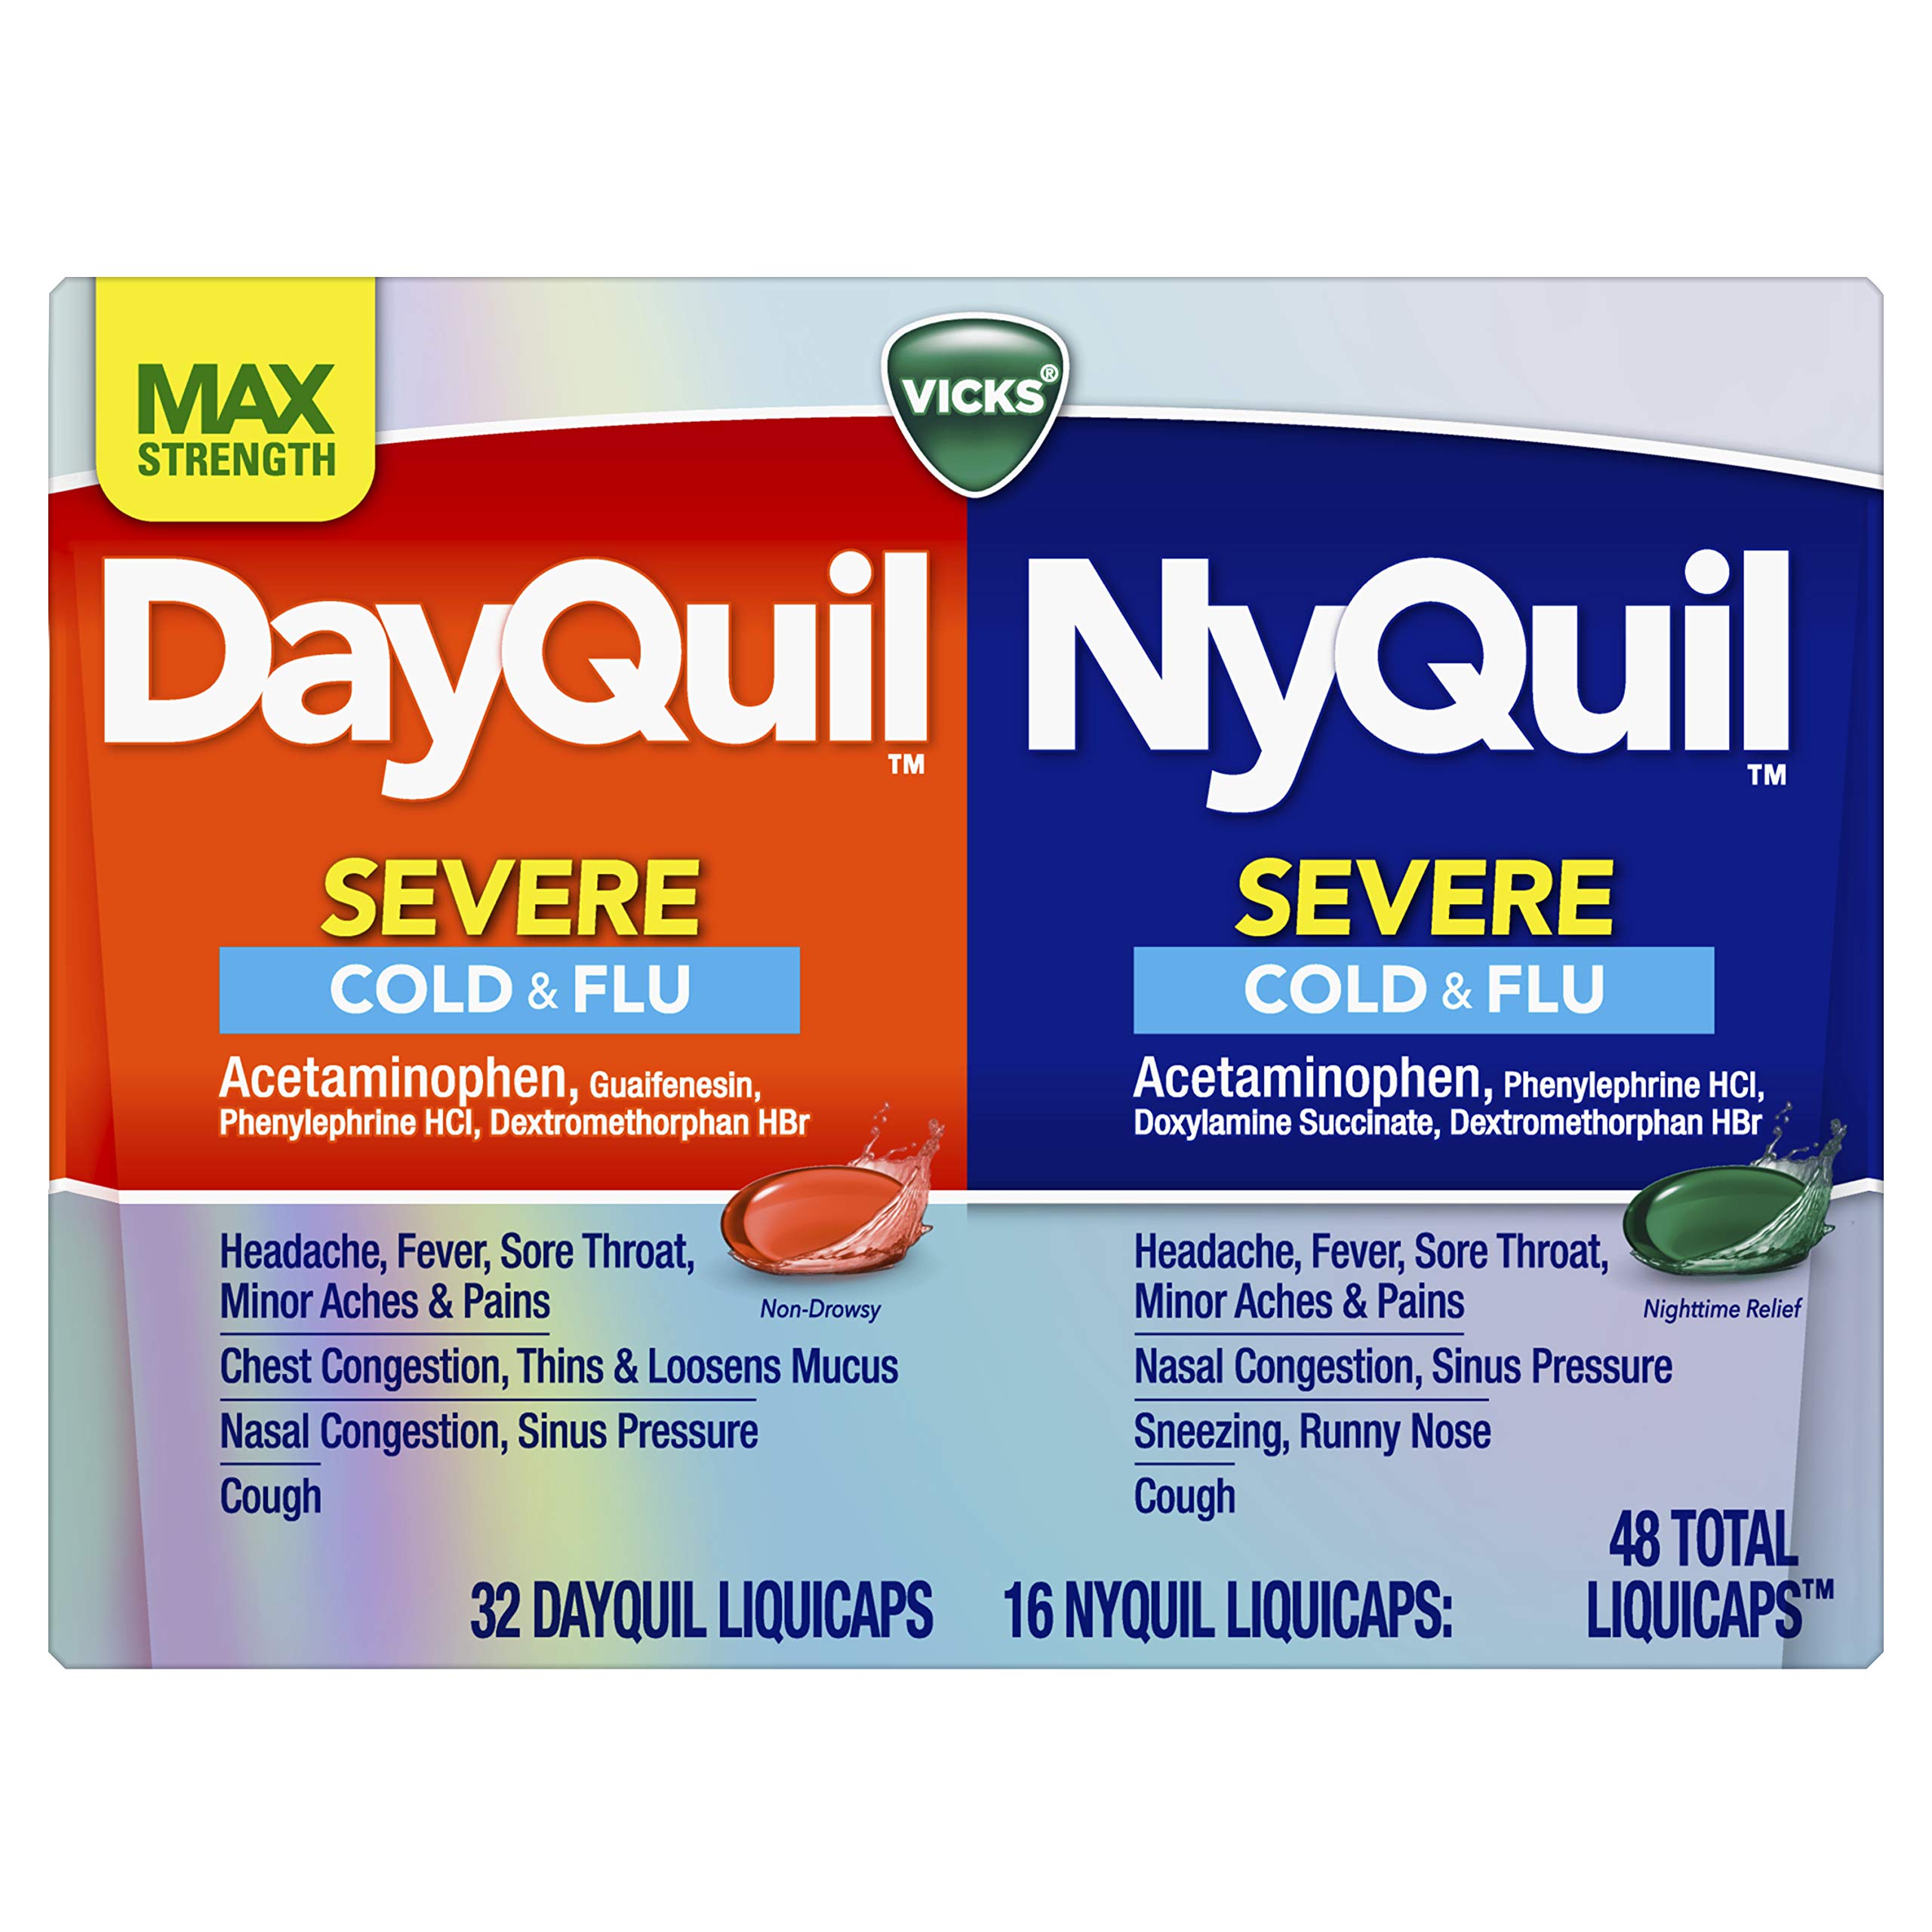 MAX
STRENGTH
VICKS®
DayQuil™
SEVERE
COLD & FLU
Acetaminophen, Guaifenesin,
Phenylephrine HCl, Dextromethorphan HBr
Headache, Fever, Sore Throat,
Minor Aches & Pains
Non-Drowsy
Chest Congestion, Thins & Loosens Mucus
Nasal Congestion, Sinus Pressure
Cough
32 DAYQUIL LIQUICAPS
NyQuil™
SEVERE
COLD & FLU
Acetaminophen, Phenylephrine HCl,
Doxylamine Succinate, Dextromethorphan HBr
Headache, Fever, Sore Throat,
Minor Aches & Pains
Nighttime Relief
Nasal Congestion, Sinus Pressure
Sneezing, Runny Nose
Cough
16 NYQUIL LIQUICAPS:
48 TOTAL
LIQUICAPS™